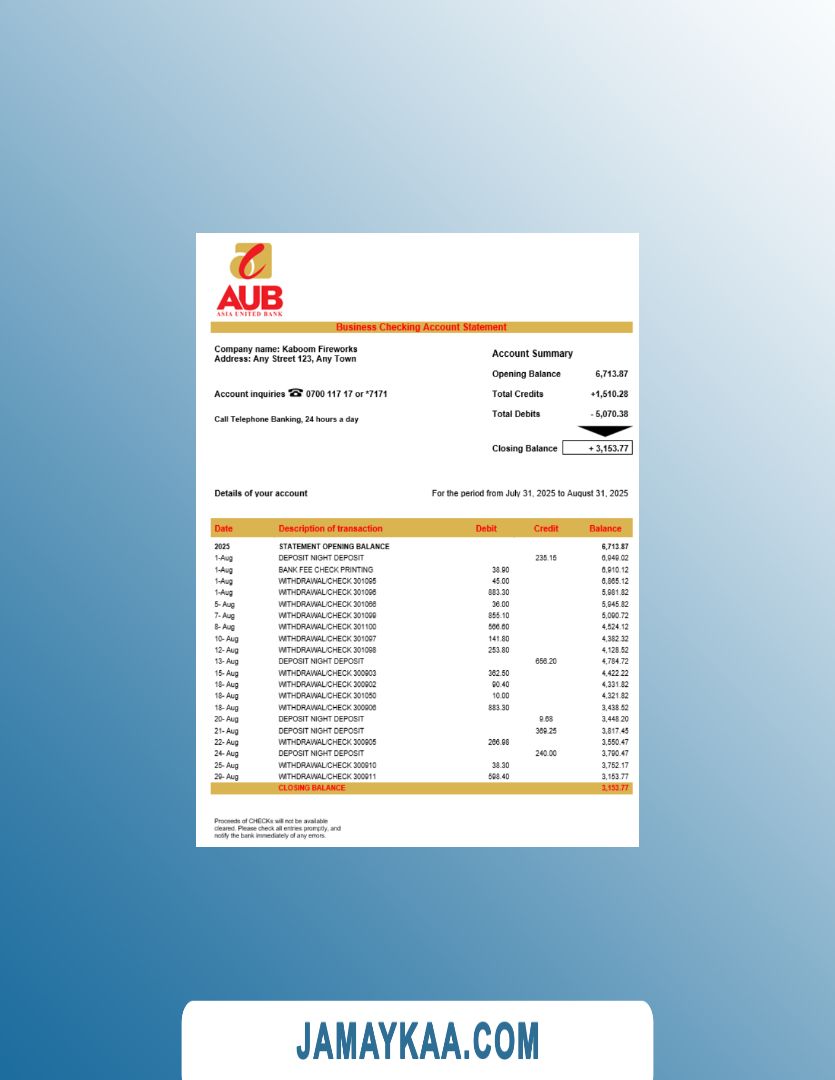 AUB
ASIA UNITED BANK
Business Checking Account Statement
Company name: Kaboom Fireworks
Address: Any Street 123, Any Town
Account inquiries ☎ 0700 117 17 or *7171
Call Telephone Banking, 24 hours a day
Account Summary
Opening Balance 6,713.87
Total Credits +1,510.28
Total Debits - 5,070.38
Closing Balance + 3,153.77
Details of your account For the period from July 31, 2025 to August 31, 2025
Date Description of transaction Debit Credit Balance
2025 STATEMENT OPENING BALANCE 6,713.87
1-Aug DEPOSIT NIGHT DEPOSIT 235.15 6,949.02
1-Aug BANK FEE CHECK PRINTING 38.90 6,910.12
1-Aug WITHDRAWAL/CHECK 301095 45.00 6,865.12
1-Aug WITHDRAWAL/CHECK 301096 883.30 5,981.82
5- Aug WITHDRAWAL/CHECK 301066 36.00 5,945.82
7- Aug WITHDRAWAL/CHECK 301099 855.10 5,090.72
8- Aug WITHDRAWAL/CHECK 301100 566.60 4,524.12
10- Aug WITHDRAWAL/CHECK 301097 141.80 4,382.32
12- Aug WITHDRAWAL/CHECK 301098 253.80 4,128.52
13- Aug DEPOSIT NIGHT DEPOSIT 656.20 4,784.72
15- Aug WITHDRAWAL/CHECK 300903 362.50 4,422.22
18- Aug WITHDRAWAL/CHECK 300902 90.40 4,331.82
18- Aug WITHDRAWAL/CHECK 301050 10.00 4,321.82
18- Aug WITHDRAWAL/CHECK 300906 883.30 3,438.52
20- Aug DEPOSIT NIGHT DEPOSIT 9.68 3,448.20
21- Aug DEPOSIT NIGHT DEPOSIT 369.25 3,817.45
22- Aug WITHDRAWAL/CHECK 300905 266.98 3,550.47
24- Aug DEPOSIT NIGHT DEPOSIT 240.00 3,790.47
25- Aug WITHDRAWAL/CHECK 300910 38.30 3,752.17
29- Aug WITHDRAWAL/CHECK 300911 598.40 3,153.77
CLOSING BALANCE 3,153.77
Proceeds of CHECKs will not be available
cleared. Please check all entries promptly, and
notify the bank immediately of any errors.
JAMAYKAA.COM